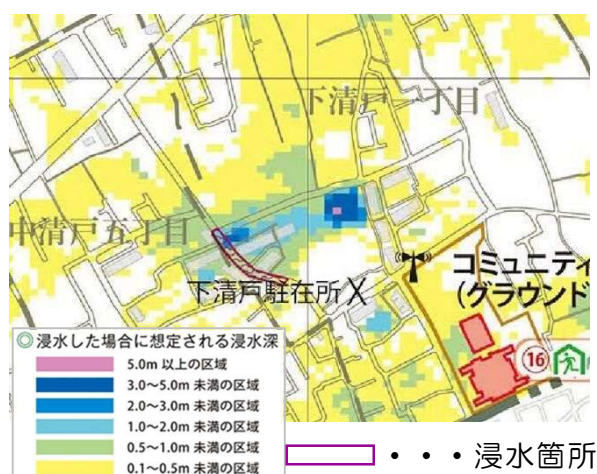 下清戸一丁目
中清戸五丁目
コミュニティ
(グラウンド
下清戸駐在所
16
◎浸水した場合に想定される浸水深
5.0m 以上の区域
3.0〜5.0m 未満の区域
2.0〜3.0m 未満の区域
1.0〜2.0m 未満の区域
0.5〜1.0m 未満の区域
0.1〜0.5m 未満の区域
・・・浸水箇所